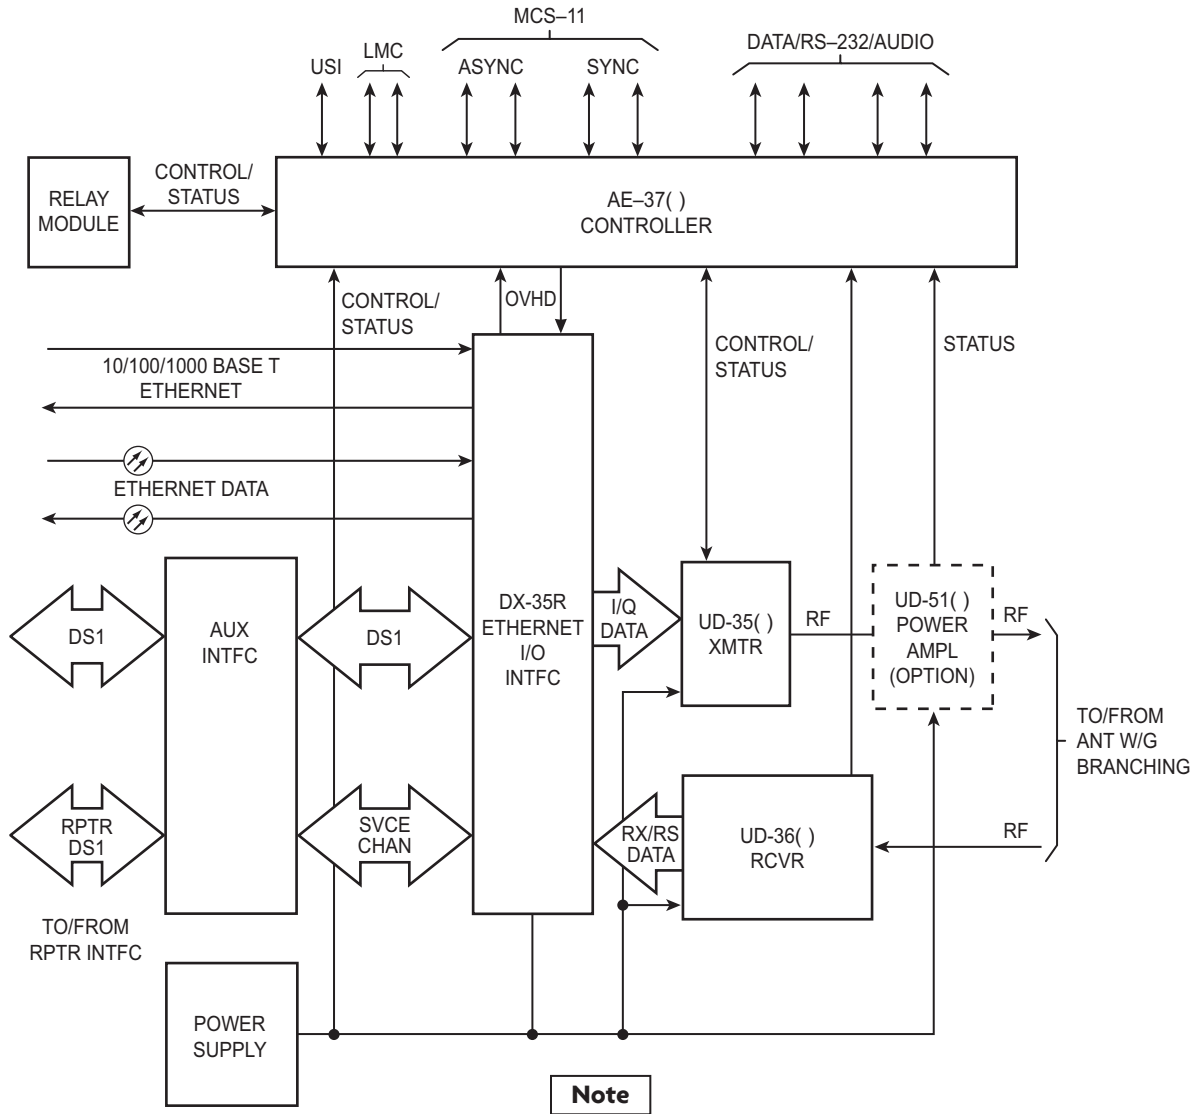 MCS–11
DATA/RS–232/AUDIO
LMC
USI
ASYNC
SYNC
RELAY
MODULE
CONTROL/
STATUS
AE–37( )
CONTROLLER
CONTROL/
STATUS
OVHD
CONTROL/
STATUS
STATUS
10/100/1000 BASE T
ETHERNET
ETHERNET DATA
DS1
AUX
INTFC
DS1
DX-35R
ETHERNET
I/O
INTFC
I/Q
DATA
UD-35( )
XMTR
RF
UD-51( )
POWER
AMPL
(OPTION)
RF
TO/FROM
ANT W/G
BRANCHING
RPTR
DS1
SVCE
CHAN
RX/RS
DATA
UD-36( )
RCVR
RF
TO/FROM
RPTR INTFC
POWER
SUPPLY
Note